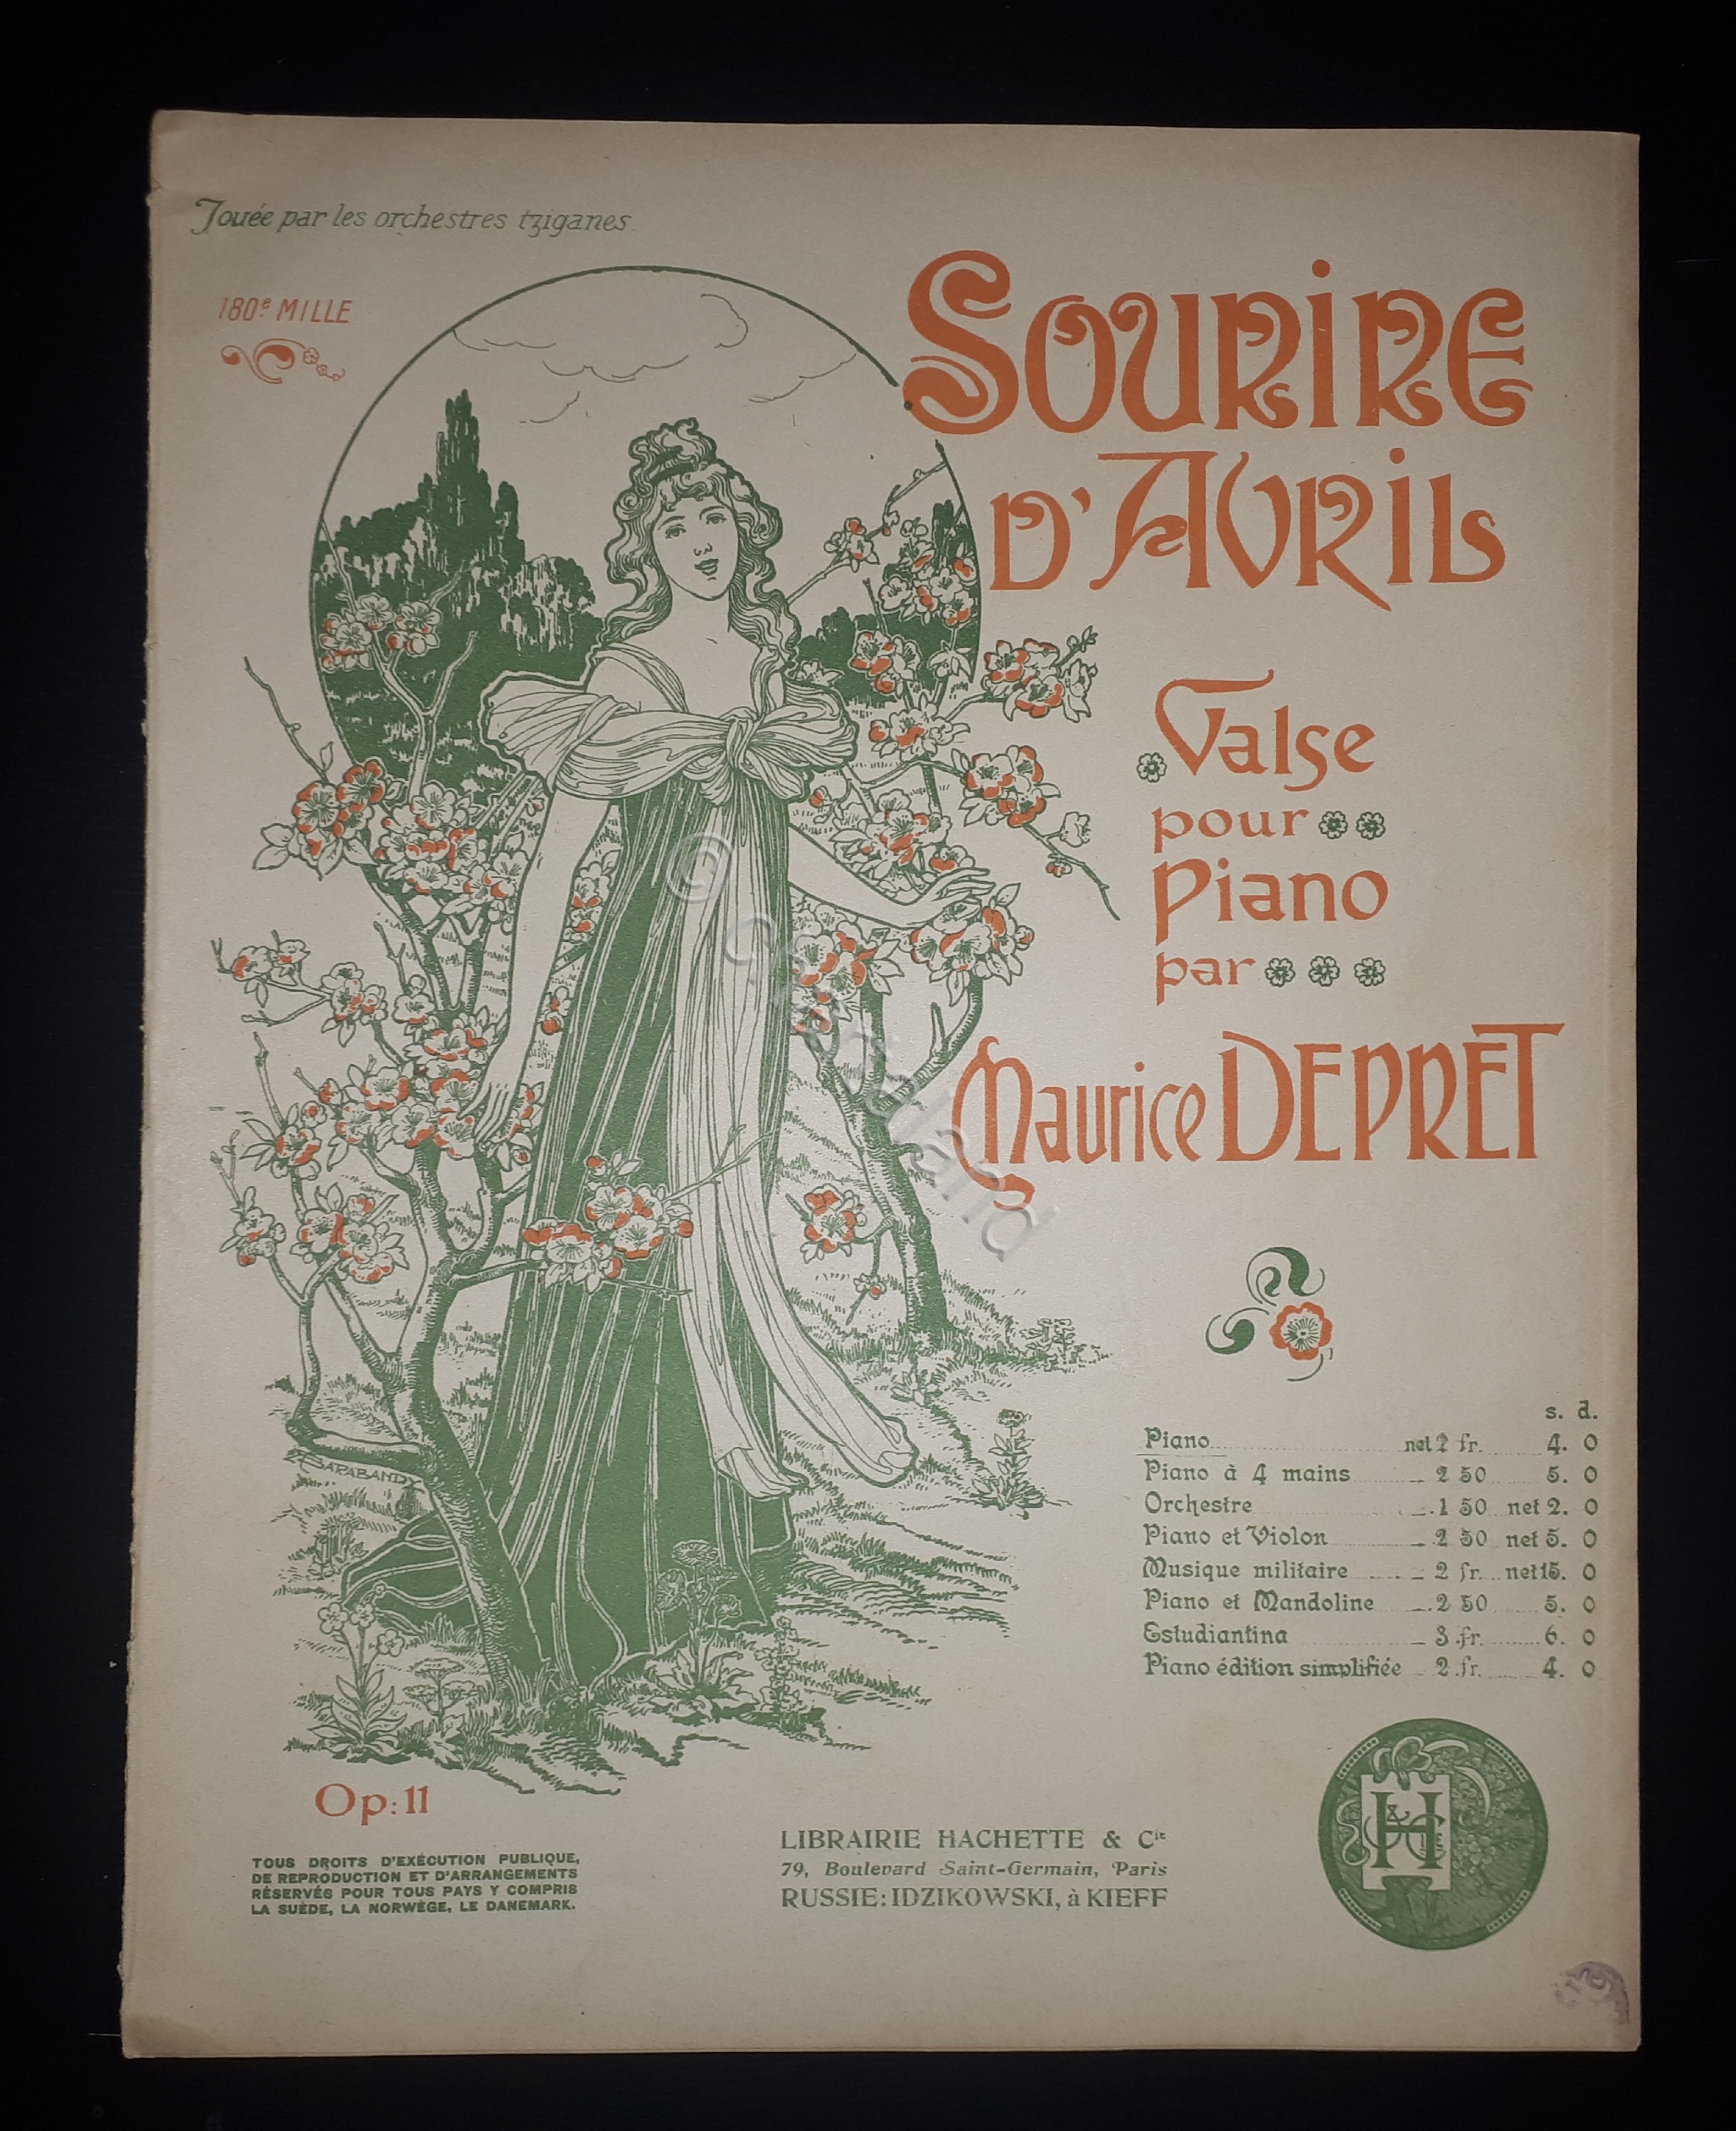 Jouée par les orchestres tziganes.
180e MILLE
SOURIRE
D'AVRIL
Valse
pour
Piano
par
Maurice DEPRET
s. d.
Piano net 2 fr. 4. 0
Piano à 4 mains — 2 50 5. 0
Orchestre — 1 50 net 2. 0
Piano et Violon — 2 50 net 5. 0
Musique militaire — 2 fr. net 15. 0
Piano et Mandoline — 2 50 5. 0
Estudiantina — 3 fr. 6. 0
Piano édition simplifiée — 2 fr. 4. 0
BARABANDY
Op: 11
TOUS DROITS D'EXÉCUTION PUBLIQUE,
DE REPRODUCTION ET D'ARRANGEMENTS
RÉSERVÉS POUR TOUS PAYS Y COMPRIS
LA SUÈDE, LA NORWÈGE, LE DANEMARK.
LIBRAIRIE HACHETTE & Cie
79, Boulevard Saint-Germain, Paris
RUSSIE: IDZIKOWSKI, à KIEFF
H & Cie